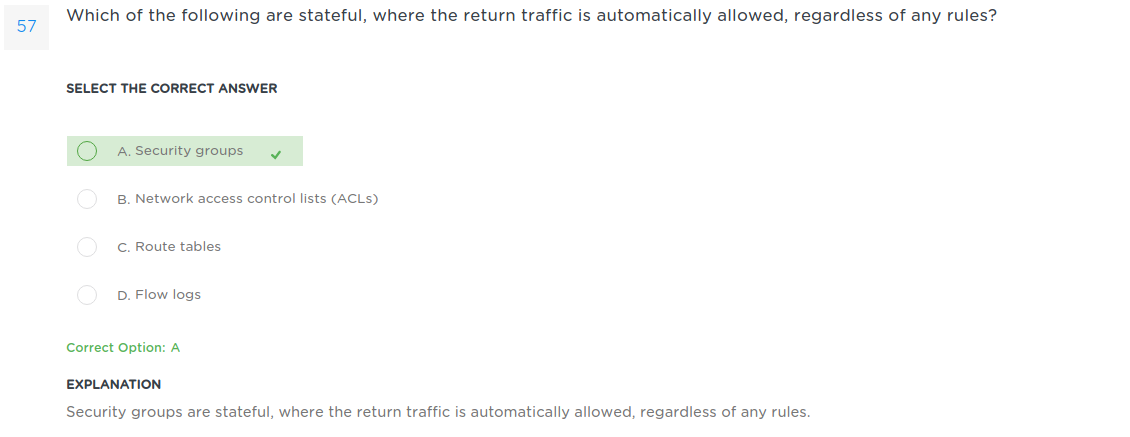 57
Which of the following are stateful, where the return traffic is automatically allowed, regardless of any rules?
SELECT THE CORRECT ANSWER
A. Security groups
B. Network access control lists (ACLs)
C. Route tables
D. Flow logs
Correct Option: A
EXPLANATION
Security groups are stateful, where the return traffic is automatically allowed, regardless of any rules.